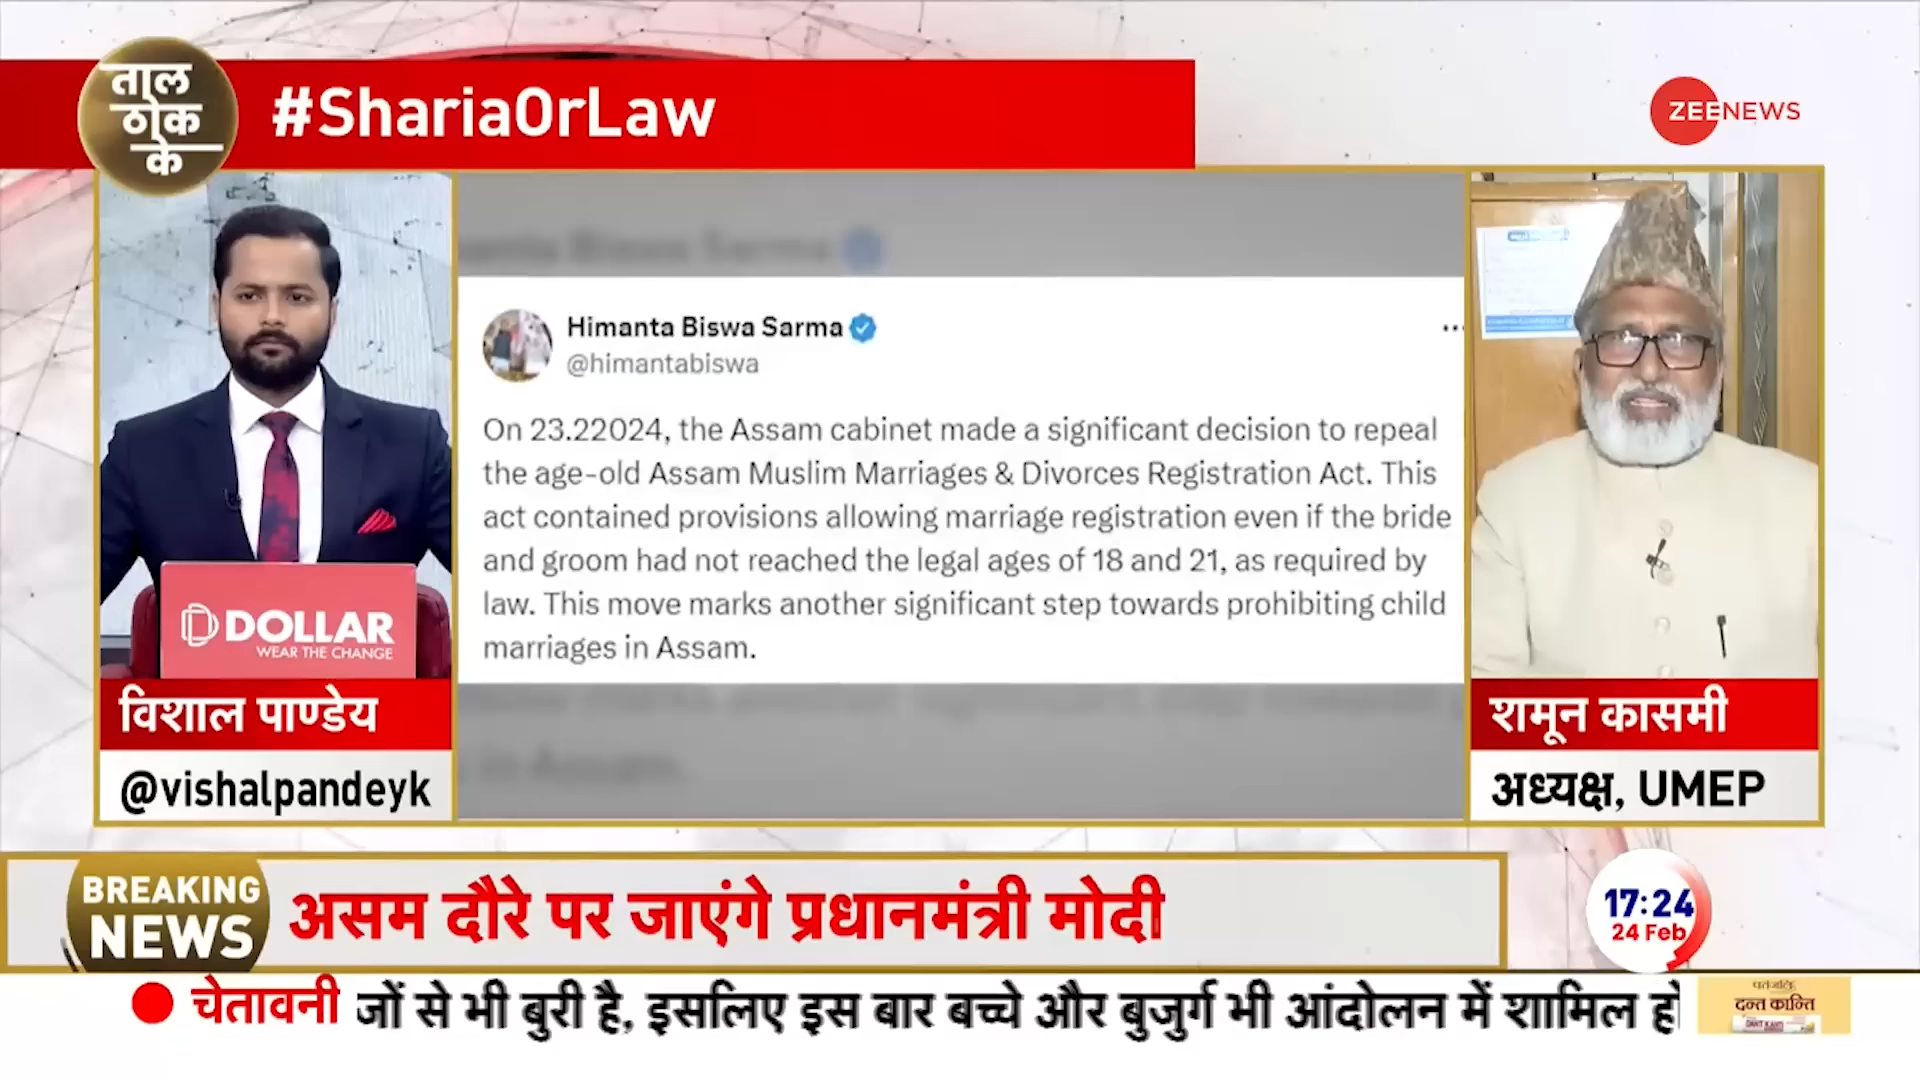 ताल
ठोक
के
#ShariaOrLaw
ZEENEWS
Himanta Biswa Sarma
@himantabiswa
On 23.22024, the Assam cabinet made a significant decision to repeal
the age-old Assam Muslim Marriages & Divorces Registration Act. This
act contained provisions allowing marriage registration even if the bride
and groom had not reached the legal ages of 18 and 21, as required by
law. This move marks another significant step towards prohibiting child
marriages in Assam.
DOLLAR
WEAR THE CHANGE
विशाल पाण्डेय
@vishalpandeyk
शमून कासमी
अध्यक्ष, UMEP
BREAKING
NEWS
असम दौरे पर जाएंगे प्रधानमंत्री मोदी
17:24
24 Feb
चेतावनी
जों से भी बुरी है, इसलिए इस बार बच्चे और बुजुर्ग भी आंदोलन में शामिल हो
पतंजलि
दन्त कान्ति
DANT KANTI